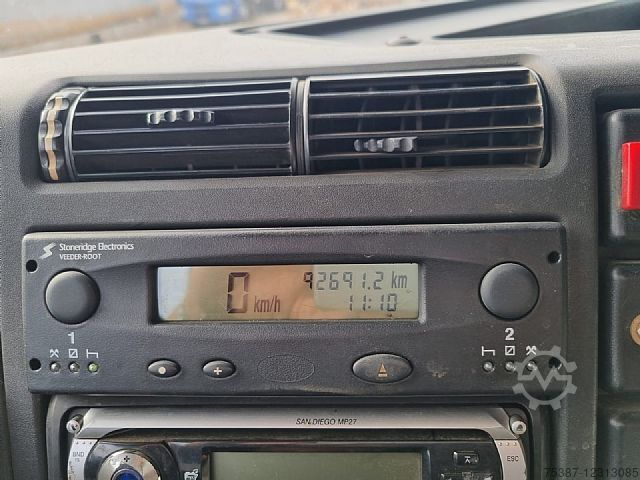 Stoneridge Electronics
VEEDER-ROOT
0 km/h
92691.2 km
11:10
1
2
SAN DIEGO MP27
BND
ESC
75387-12313085